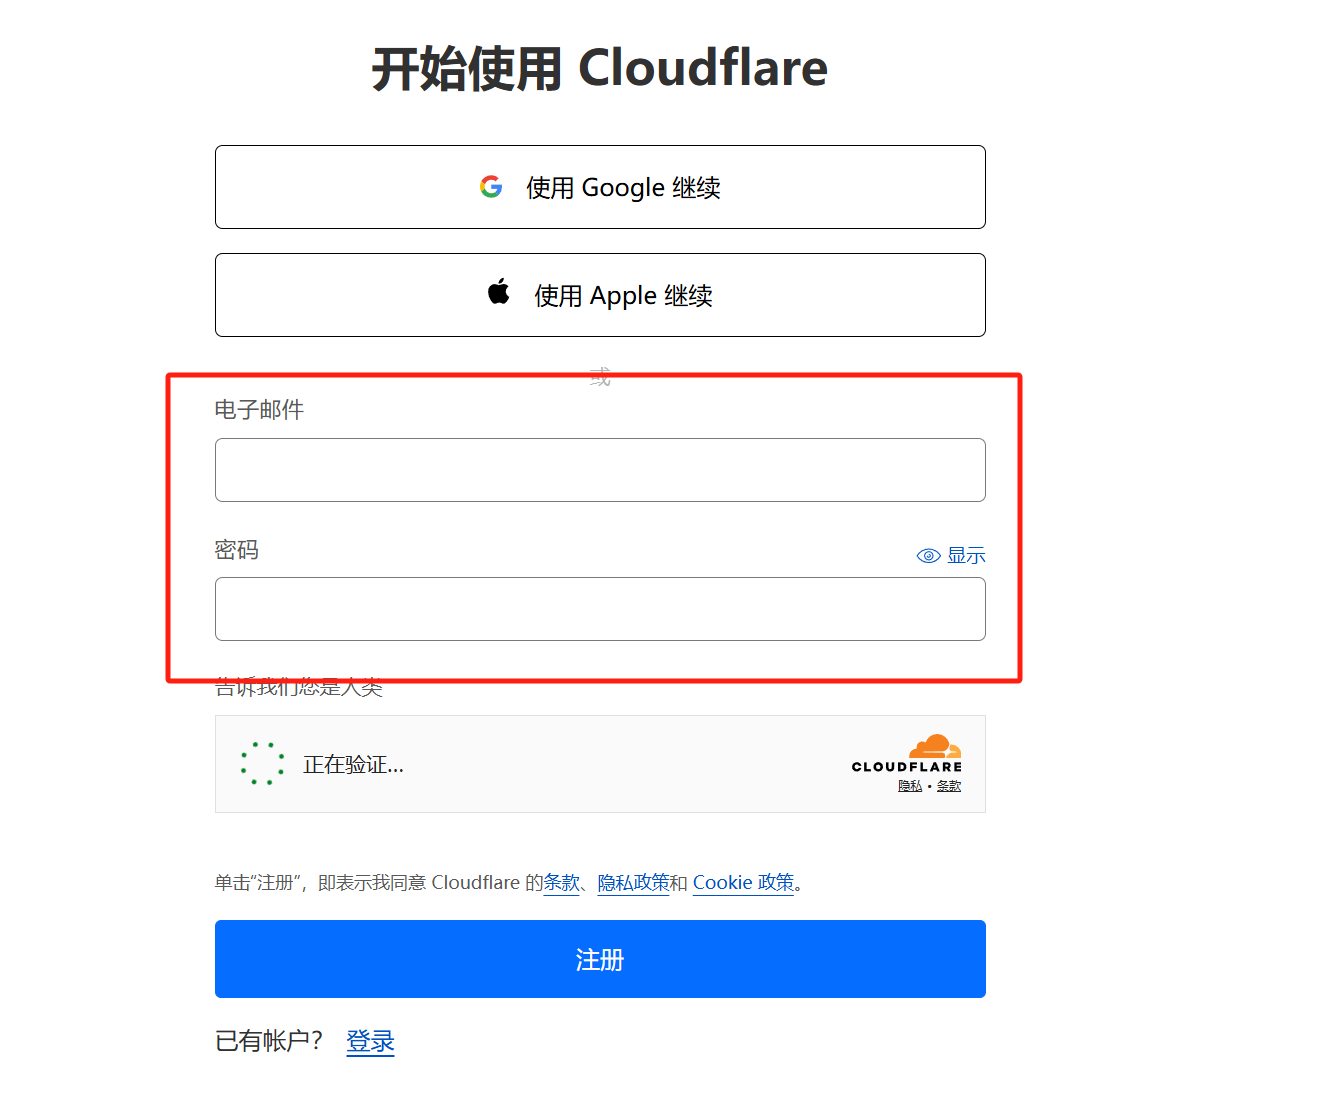 开始使用 Cloudflare
使用 Google 继续
使用 Apple 继续
或
电子邮件
密码
显示
告诉我们您是人类
正在验证...
CLOUDFLARE
隐私 • 条款
单击“注册”，即表示我同意 Cloudflare 的条款、隐私政策和 Cookie 政策。
注册
已有帐户？ 登录